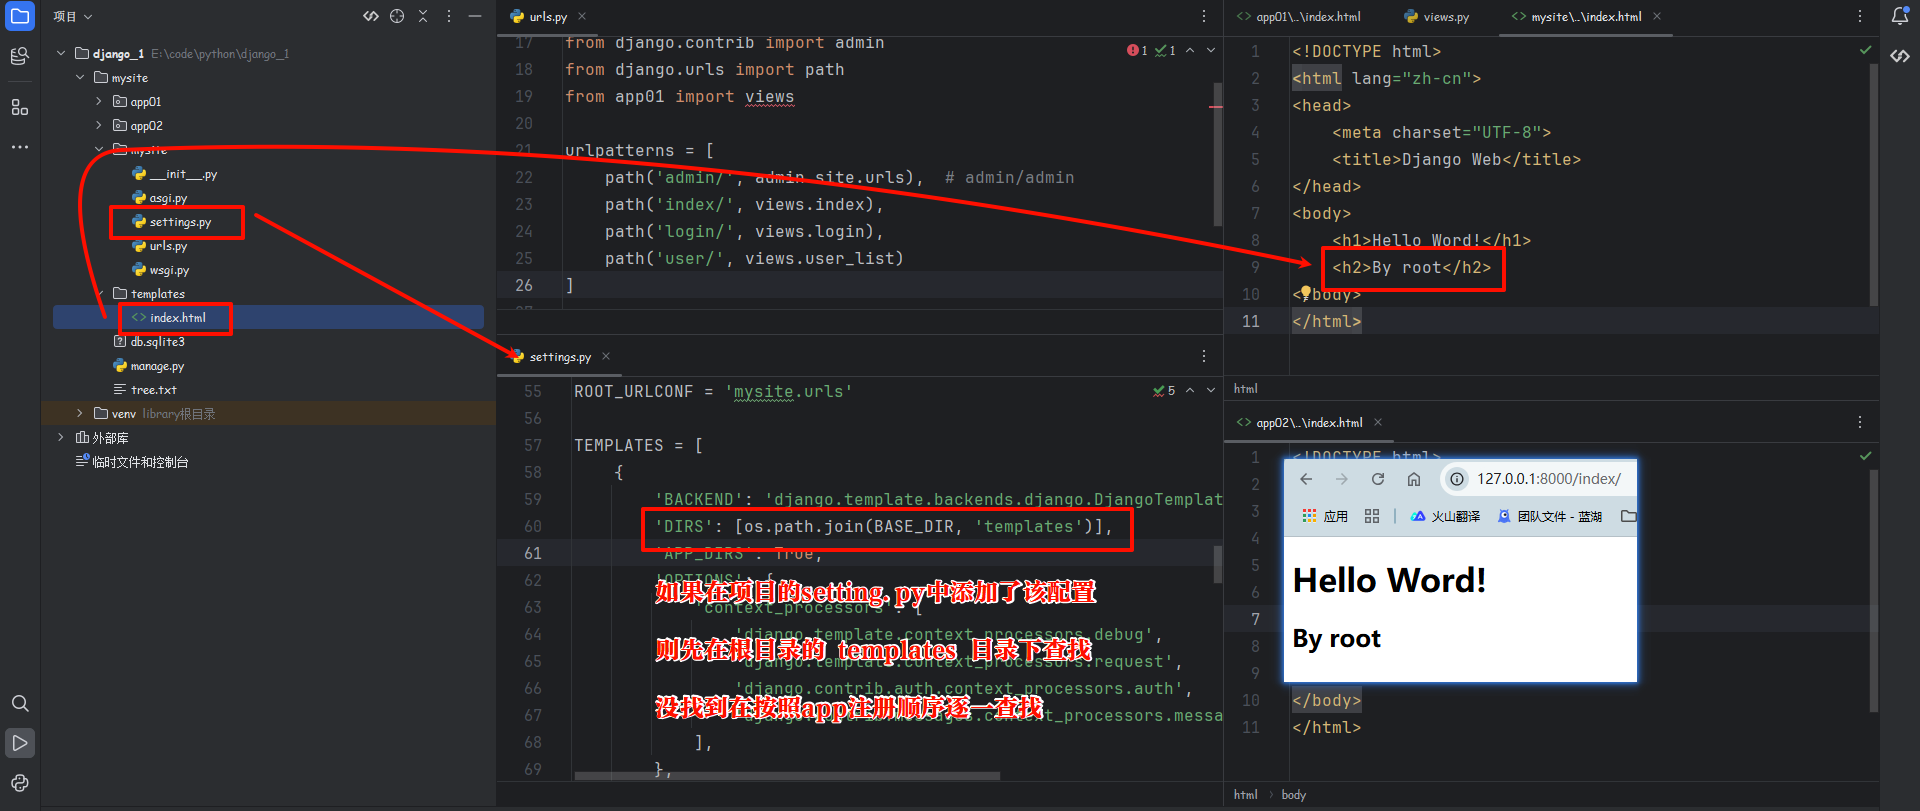 项目
django_1 E:\code\python\django_1
mysite
app01
app02
mysite
__init__.py
asgi.py
settings.py
urls.py
wsgi.py
templates
<> index.html
db.sqlite3
manage.py
tree.txt
venv library根目录
外部库
临时文件和控制台
urls.py
1 1
17 from django.contrib import admin
18 from django.urls import path
19 from app01 import views
20
21 urlpatterns = [
22 path('admin/', admin.site.urls), # admin/admin
23 path('index/', views.index),
24 path('login/', views.login),
25 path('user/', views.user_list)
26 ]
27
settings.py
5
55 ROOT_URLCONF = 'mysite.urls'
56
57 TEMPLATES = [
58 {
59 'BACKEND': 'django.template.backends.django.DjangoTemplat
60 'DIRS': [os.path.join(BASE_DIR, 'templates')],
61 'APP_DIRS': True,
62 'OPTIONS': {
63 'context_processors': [
64 'django.template.context_processors.debug',
65 'django.template.context_processors.request',
66 'django.contrib.auth.context_processors.auth',
67 'django.contrib.messages.context_processors.messa
68 ],
69 },
如果在项目的setting.py中添加了该配置
则先在根目录的 templates 目录下查找
没找到在按照app注册顺序逐一查找
<> app01\..\index.html
views.py
<> mysite\..\index.html
1 <!DOCTYPE html>
2 <html lang="zh-cn">
3 <head>
4 <meta charset="UTF-8">
5 <title>Django Web</title>
6 </head>
7 <body>
8 <h1>Hello Word!</h1>
9 <h2>By root</h2>
10 </body>
11 </html>
html
<> app02\..\index.html
1 <!DOCTYPE html>
2
3
4
5
6
7
8
9
10 </body>
11 </html>
127.0.0.1:8000/index/
应用
火山翻译
团队文件 - 蓝湖
Hello Word!
By root
html › body